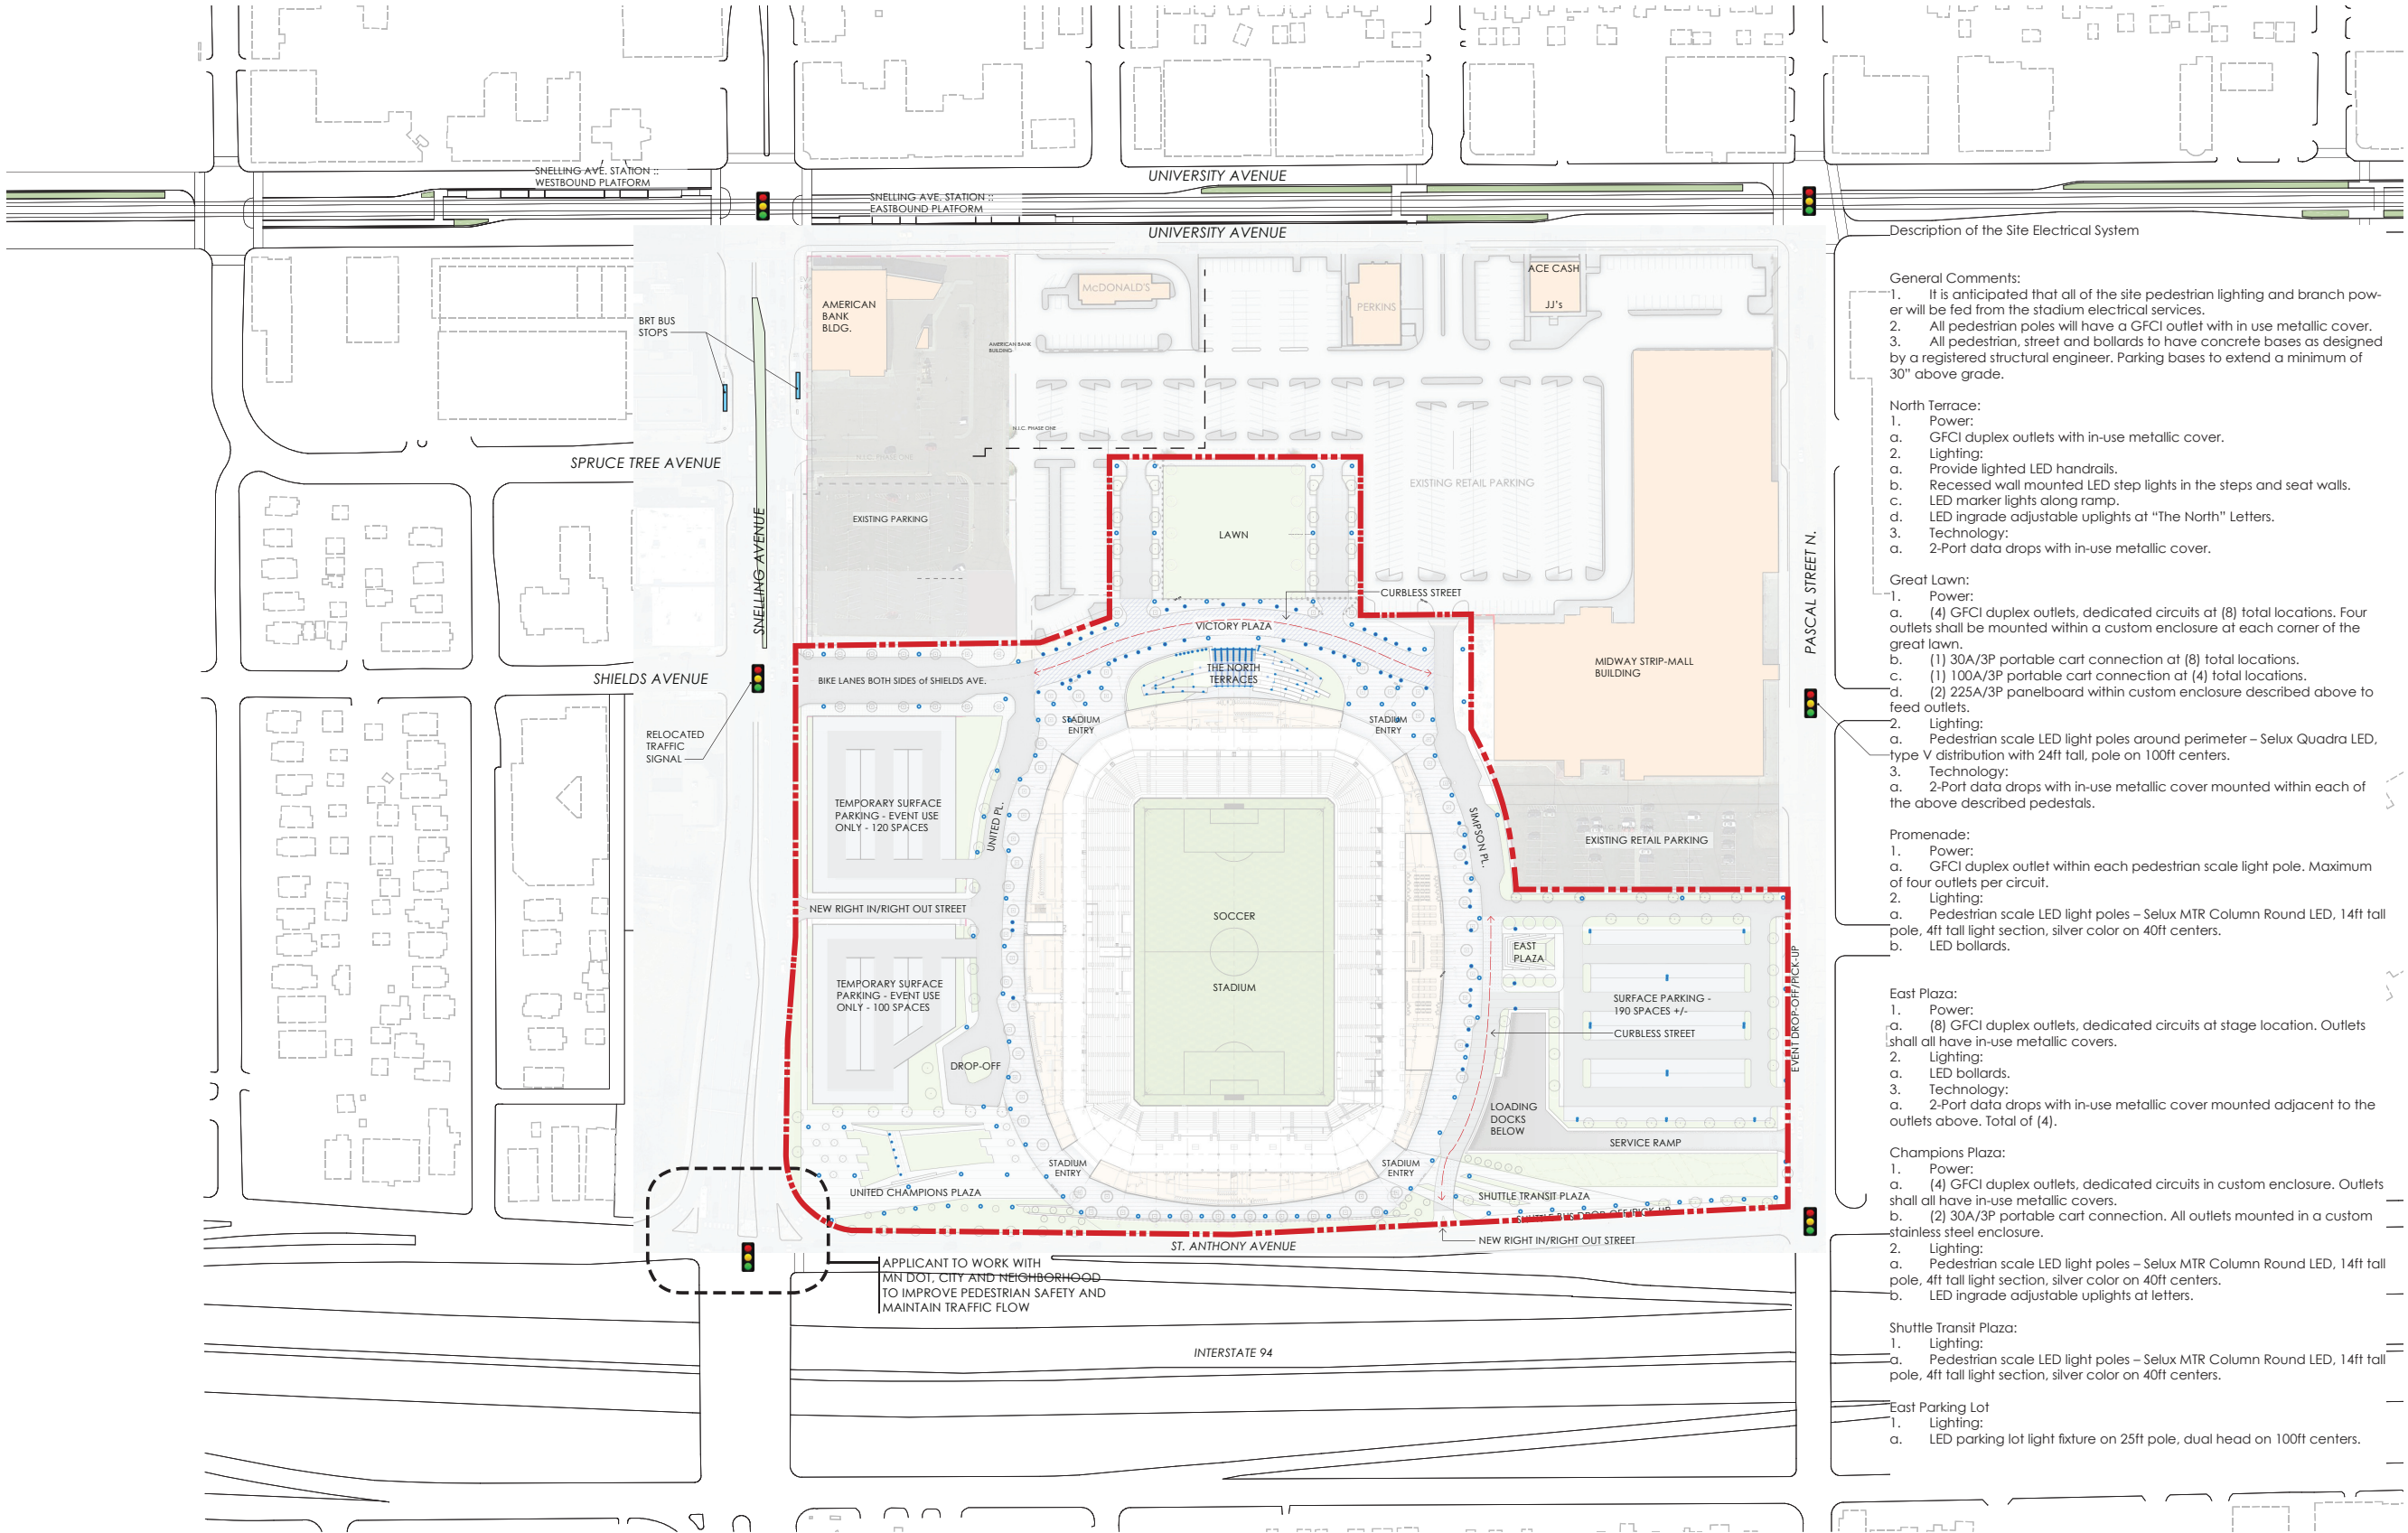 SNELLING AVE. STATION ::
WESTBOUND PLATFORM
UNIVERSITY AVENUE
SNELLING AVE. STATION ::
EASTBOUND PLATFORM
UNIVERSITY AVENUE
AMERICAN
BANK
BLDG.
McDONALD'S
PERKINS
ACE CASH
JJ's
BRT BUS
STOPS
AMERICAN BANK
BUILDING
N.I.C. PHASE ONE
N.I.C. PHASE ONE
SPRUCE TREE AVENUE
EXISTING RETAIL PARKING
EXISTING PARKING
LAWN
SNELLING AVENUE
PASCAL STREET N.
CURBLESS STREET
VICTORY PLAZA
SHIELDS AVENUE
BIKE LANES BOTH SIDES of SHIELDS AVE.
THE NORTH
TERRACES
MIDWAY STRIP-MALL
BUILDING
STADIUM
ENTRY
STADIUM
ENTRY
RELOCATED
TRAFFIC
SIGNAL
TEMPORARY SURFACE
PARKING - EVENT USE
ONLY - 120 SPACES
UNITED PL.
SIMPSON PL.
EXISTING RETAIL PARKING
NEW RIGHT IN/RIGHT OUT STREET
SOCCER
STADIUM
EAST
PLAZA
TEMPORARY SURFACE
PARKING - EVENT USE
ONLY - 100 SPACES
SURFACE PARKING -
190 SPACES +/-
CURBLESS STREET
EVENT DROP-OFF/PICK-UP
DROP-OFF
LOADING
DOCKS
BELOW
SERVICE RAMP
STADIUM
ENTRY
STADIUM
ENTRY
UNITED CHAMPIONS PLAZA
SHUTTLE TRANSIT PLAZA
SHUTTLE BUS DROP-OFF/PICK-UP
NEW RIGHT IN/RIGHT OUT STREET
ST. ANTHONY AVENUE
APPLICANT TO WORK WITH
MN DOT, CITY AND NEIGHBORHOOD
TO IMPROVE PEDESTRIAN SAFETY AND
MAINTAIN TRAFFIC FLOW
INTERSTATE 94
Description of the Site Electrical System
General Comments:
1. It is anticipated that all of the site pedestrian lighting and branch pow-
er will be fed from the stadium electrical services.
2. All pedestrian poles will have a GFCI outlet with in use metallic cover.
3. All pedestrian, street and bollards to have concrete bases as designed
by a registered structural engineer. Parking bases to extend a minimum of
30" above grade.
North Terrace:
1. Power:
a. GFCI duplex outlets with in-use metallic cover.
2. Lighting:
a. Provide lighted LED handrails.
b. Recessed wall mounted LED step lights in the steps and seat walls.
c. LED marker lights along ramp.
d. LED ingrade adjustable uplights at “The North” Letters.
3. Technology:
a. 2-Port data drops with in-use metallic cover.
Great Lawn:
1. Power:
a. (4) GFCI duplex outlets, dedicated circuits at (8) total locations. Four
outlets shall be mounted within a custom enclosure at each corner of the
great lawn.
b. (1) 30A/3P portable cart connection at (8) total locations.
c. (1) 100A/3P portable cart connection at (4) total locations.
d. (2) 225A/3P panelboard within custom enclosure described above to
feed outlets.
2. Lighting:
a. Pedestrian scale LED light poles around perimeter – Selux Quadra LED,
type V distribution with 24ft tall, pole on 100ft centers.
3. Technology:
a. 2-Port data drops with in-use metallic cover mounted within each of
the above described pedestals.
Promenade:
1. Power:
a. GFCI duplex outlet within each pedestrian scale light pole. Maximum
of four outlets per circuit.
2. Lighting:
a. Pedestrian scale LED light poles – Selux MTR Column Round LED, 14ft tall
pole, 4ft tall light section, silver color on 40ft centers.
b. LED bollards.
East Plaza:
1. Power:
a. (8) GFCI duplex outlets, dedicated circuits at stage location. Outlets
shall all have in-use metallic covers.
2. Lighting:
a. LED bollards.
3. Technology:
a. 2-Port data drops with in-use metallic cover mounted adjacent to the
outlets above. Total of (4).
Champions Plaza:
1. Power:
a. (4) GFCI duplex outlets, dedicated circuits in custom enclosure. Outlets
shall all have in-use metallic covers.
b. (2) 30A/3P portable cart connection. All outlets mounted in a custom
stainless steel enclosure.
2. Lighting:
a. Pedestrian scale LED light poles – Selux MTR Column Round LED, 14ft tall
pole, 4ft tall light section, silver color on 40ft centers.
b. LED ingrade adjustable uplights at letters.
Shuttle Transit Plaza:
1. Lighting:
a. Pedestrian scale LED light poles – Selux MTR Column Round LED, 14ft tall
pole, 4ft tall light section, silver color on 40ft centers.
East Parking Lot
1. Lighting:
a. LED parking lot light fixture on 25ft pole, dual head on 100ft centers.